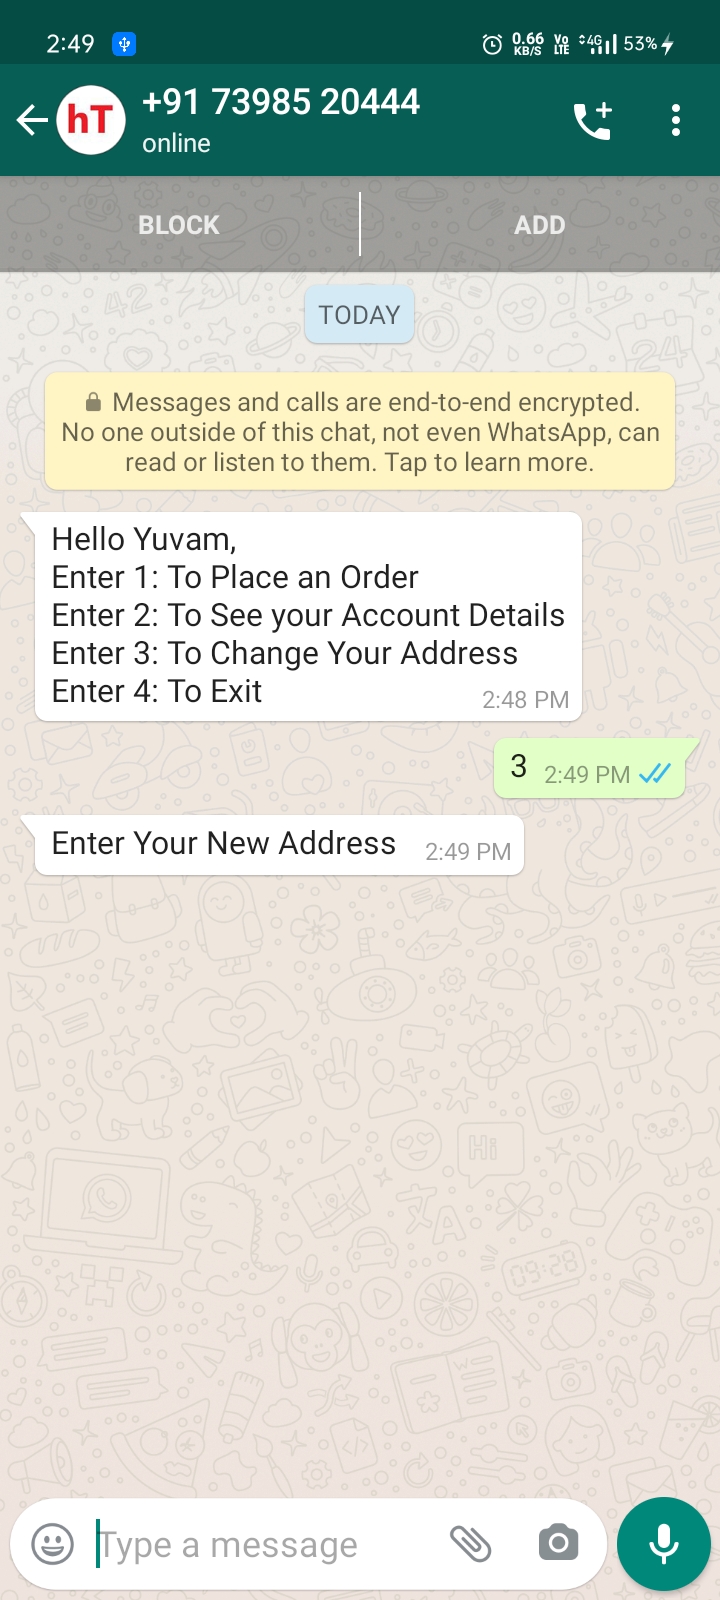 2:49
0.66 KB/S Vo LTE 4G 53%
hT
+91 73985 20444
online
BLOCK
ADD
TODAY
Messages and calls are end-to-end encrypted.
No one outside of this chat, not even WhatsApp, can
read or listen to them. Tap to learn more.
Hello Yuvam,
Enter 1: To Place an Order
Enter 2: To See your Account Details
Enter 3: To Change Your Address
Enter 4: To Exit
2:48 PM
3 2:49 PM
Enter Your New Address 2:49 PM
Type a message